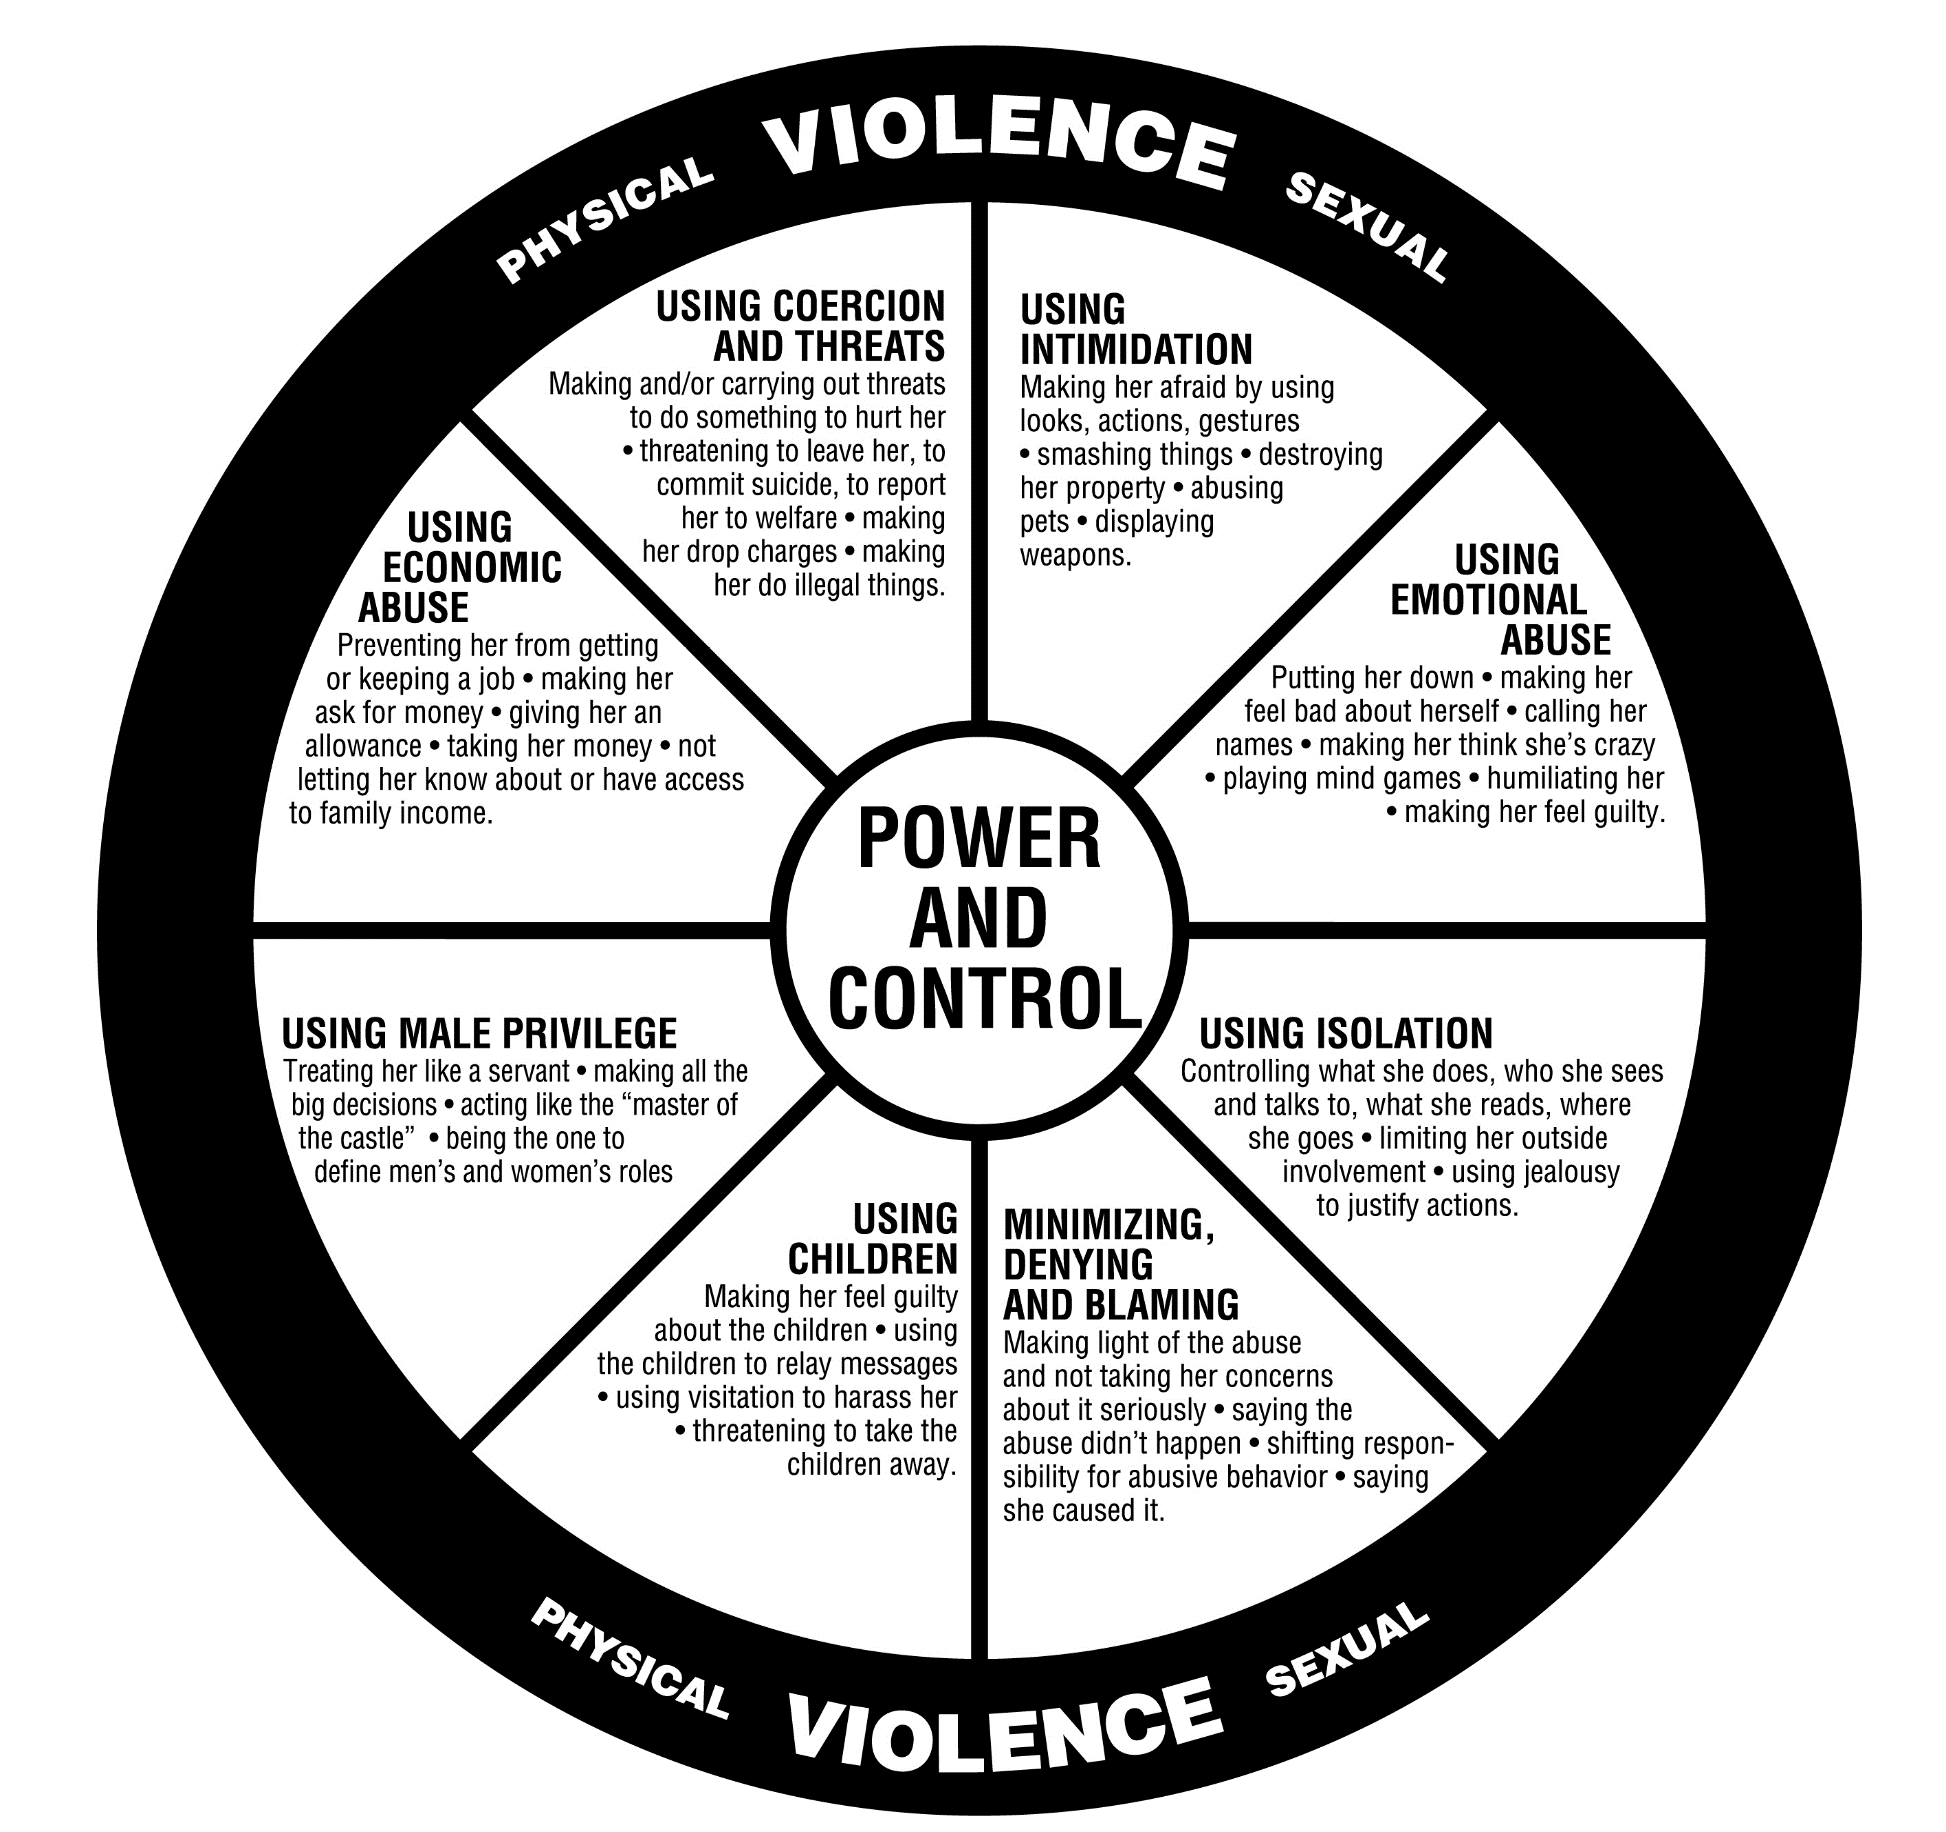 PHYSICAL VIOLENCE SEXUAL
USING COERCION
AND THREATS
Making and/or carrying out threats
to do something to hurt her
• threatening to leave her, to
commit suicide, to report
her to welfare • making
her drop charges • making
her do illegal things.
USING
INTIMIDATION
Making her afraid by using
looks, actions, gestures
• smashing things • destroying
her property • abusing
pets • displaying
weapons.
USING
EMOTIONAL
ABUSE
Putting her down • making her
feel bad about herself • calling her
names • making her think she’s crazy
• playing mind games • humiliating her
• making her feel guilty.
USING ISOLATION
Controlling what she does, who she sees
and talks to, what she reads, where
she goes • limiting her outside
involvement • using jealousy
to justify actions.
MINIMIZING,
DENYING
AND BLAMING
Making light of the abuse
and not taking her concerns
about it seriously • saying the
abuse didn’t happen • shifting respon-
sibility for abusive behavior • saying
she caused it.
USING
CHILDREN
Making her feel guilty
about the children • using
the children to relay messages
• using visitation to harass her
• threatening to take the
children away.
USING MALE PRIVILEGE
Treating her like a servant • making all the
big decisions • acting like the “master of
the castle” • being the one to
define men’s and women’s roles
USING
ECONOMIC
ABUSE
Preventing her from getting
or keeping a job • making her
ask for money • giving her an
allowance • taking her money • not
letting her know about or have access
to family income.
POWER
AND
CONTROL
PHYSICAL VIOLENCE SEXUAL